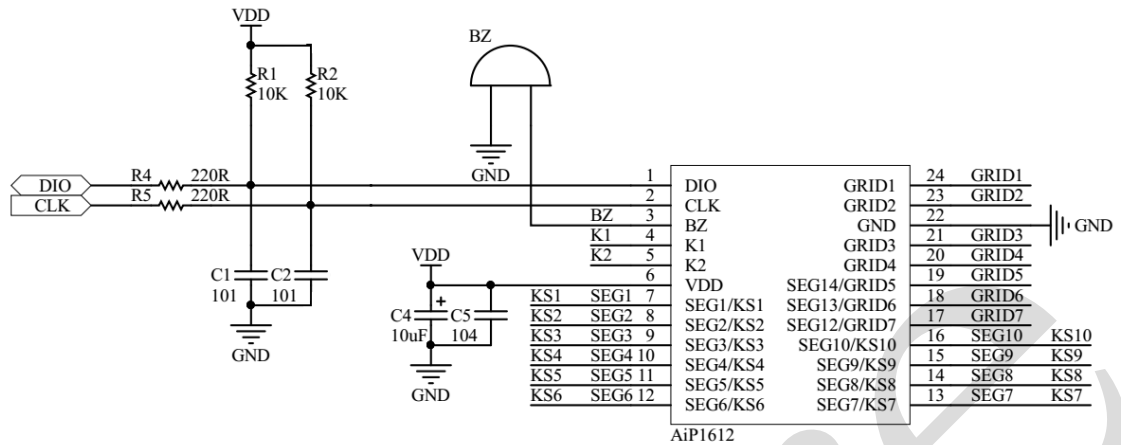 VDD
BZ
R1
10K
R2
10K
DIO
R4
220R
CLK
R5
220R
GND
C1
101
C2
101
GND
VDD
C4
+
10uF
C5
104
GND
BZ
K1
K2
KS1 SEG1
KS2 SEG2
KS3 SEG3
KS4 SEG4
KS5 SEG5
KS6 SEG6
1 DIO GRID1 24 GRID1
2 CLK GRID2 23 GRID2
3 BZ GND 22 GND
4 K1 GRID3 21 GRID3
5 K2 GRID4 20 GRID4
6 VDD SEG14/GRID5 19 GRID5
7 SEG1/KS1 SEG13/GRID6 18 GRID6
8 SEG2/KS2 SEG12/GRID7 17 GRID7
9 SEG3/KS3 SEG10/KS10 16 SEG10 KS10
10 SEG4/KS4 SEG9/KS9 15 SEG9 KS9
11 SEG5/KS5 SEG8/KS8 14 SEG8 KS8
12 SEG6/KS6 SEG7/KS7 13 SEG7 KS7
AiP1612